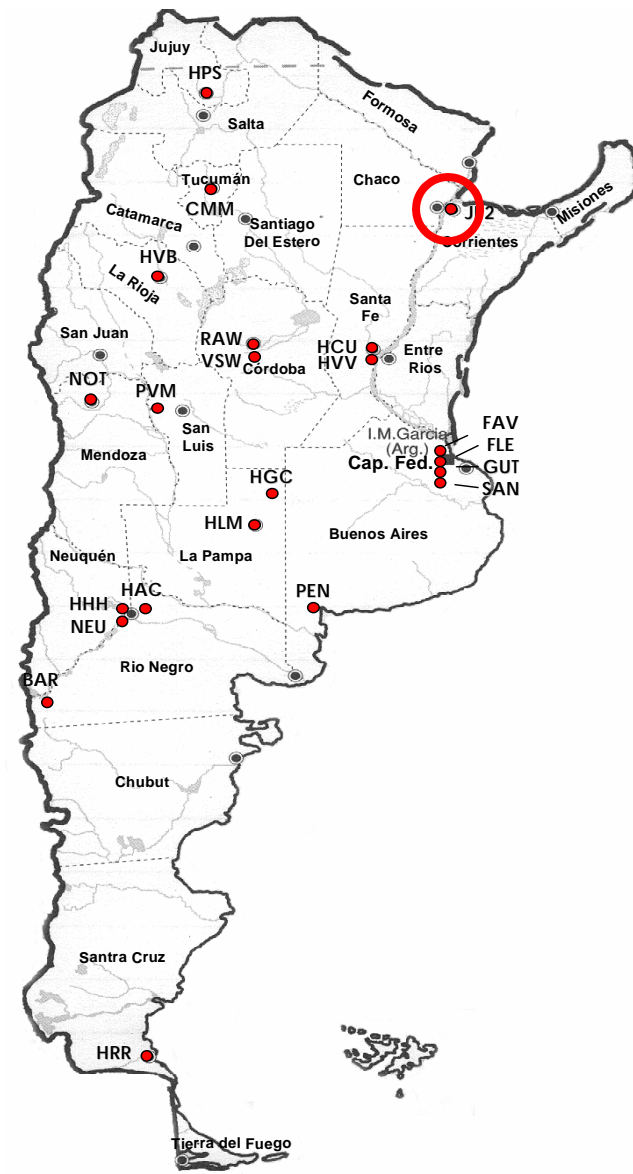 Jujuy
HPS
Formosa
Salta
Chaco
Tucumán
CMM
Misiones
Catamarca
Santiago
Del Estero
Corrientes
HVB
La Rioja
Santa
Fe
San Juan
RAW
VSW
Córdoba
HCU
HVV
Entre
Rios
NOT
PVM
San
Luis
Mendoza
I.M.Garcia
(Arg.)
Cap. Fed.
FAV
FLE
GUT
SAN
HGC
HLM
Buenos Aires
Neuquén
La Pampa
HAC
HHH
NEU
PEN
Rio Negro
BAR
Chubut
Santra Cruz
HRR
Tierra del Fuego